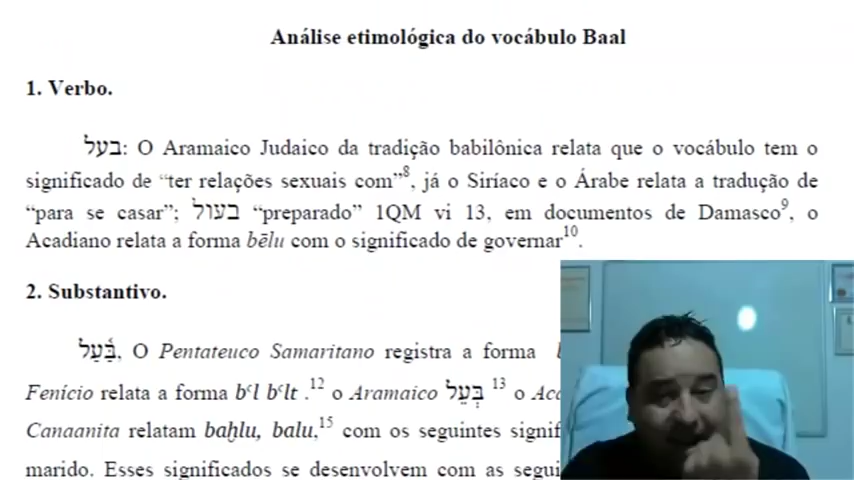 Análise etimológica do vocábulo Baal
1. Verbo.
בעל: O Aramaico Judaico da tradição babilônica relata que o vocábulo tem o
significado de “ter relações sexuais com”⁸, já o Siríaco e o Árabe relata a tradução de
“para se casar”; בעול “preparado” 1QM vi 13, em documentos de Damasco⁹, o
Acadiano relata a forma bēlu com o significado de governar¹⁰.
2. Substantivo.
בַּ֫עַל, O Pentateuco Samaritano registra a forma
Fenício relata a forma bᶜl bᶜlt .¹² o Aramaico בְּעֵל ¹³ o
Canaanita relatam baḫlu, balu,¹⁵ com os seguintes
marido. Esses significados se desenvolvem com as